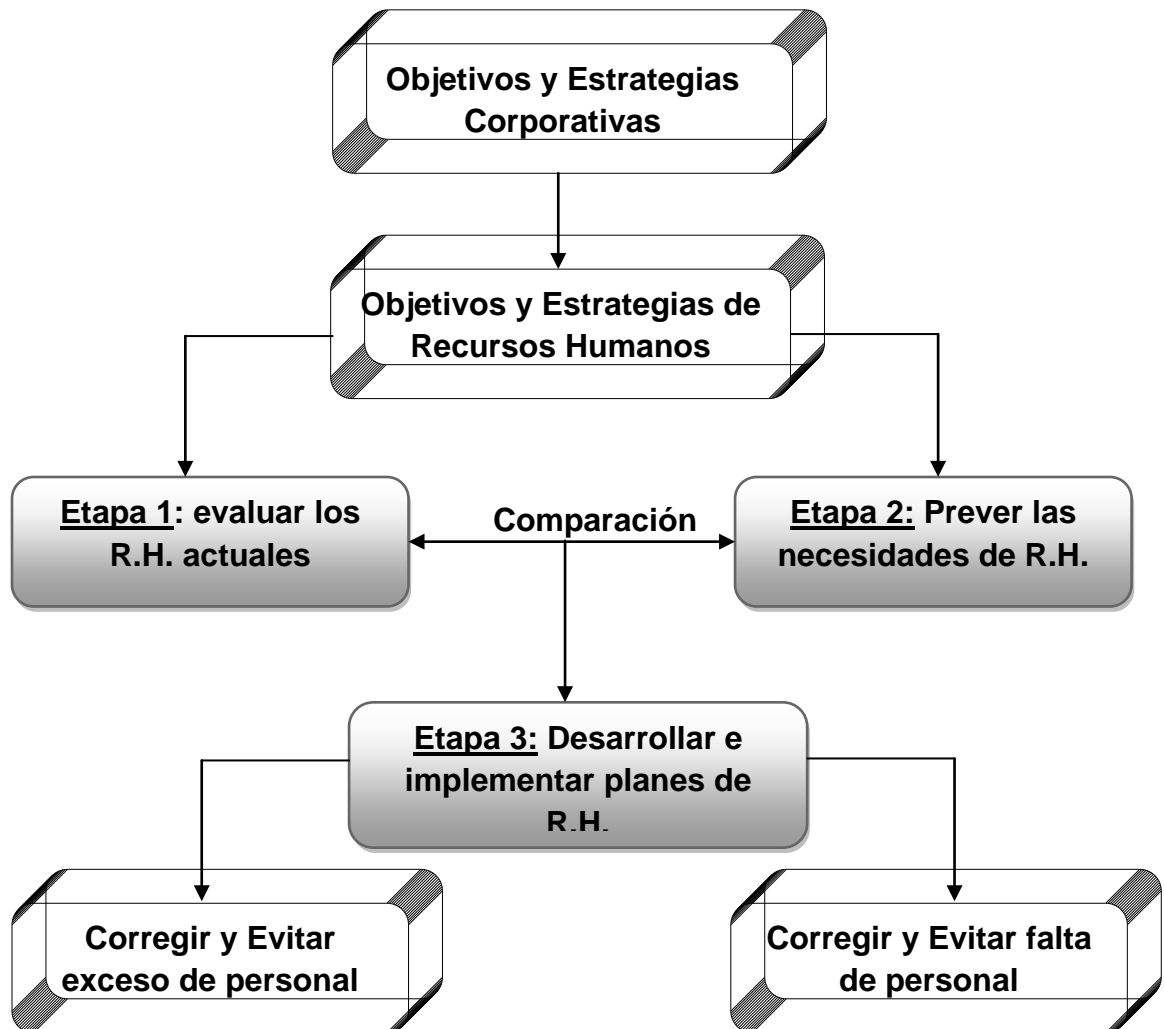 Objetivos y Estrategias
Corporativas
Objetivos y Estrategias de
Recursos Humanos
Etapa 1: evaluar los
R.H. actuales
Comparación
Etapa 2: Prever las
necesidades de R.H.
Etapa 3: Desarrollar e
implementar planes de
R.H.
Corregir y Evitar
exceso de personal
Corregir y Evitar falta
de personal